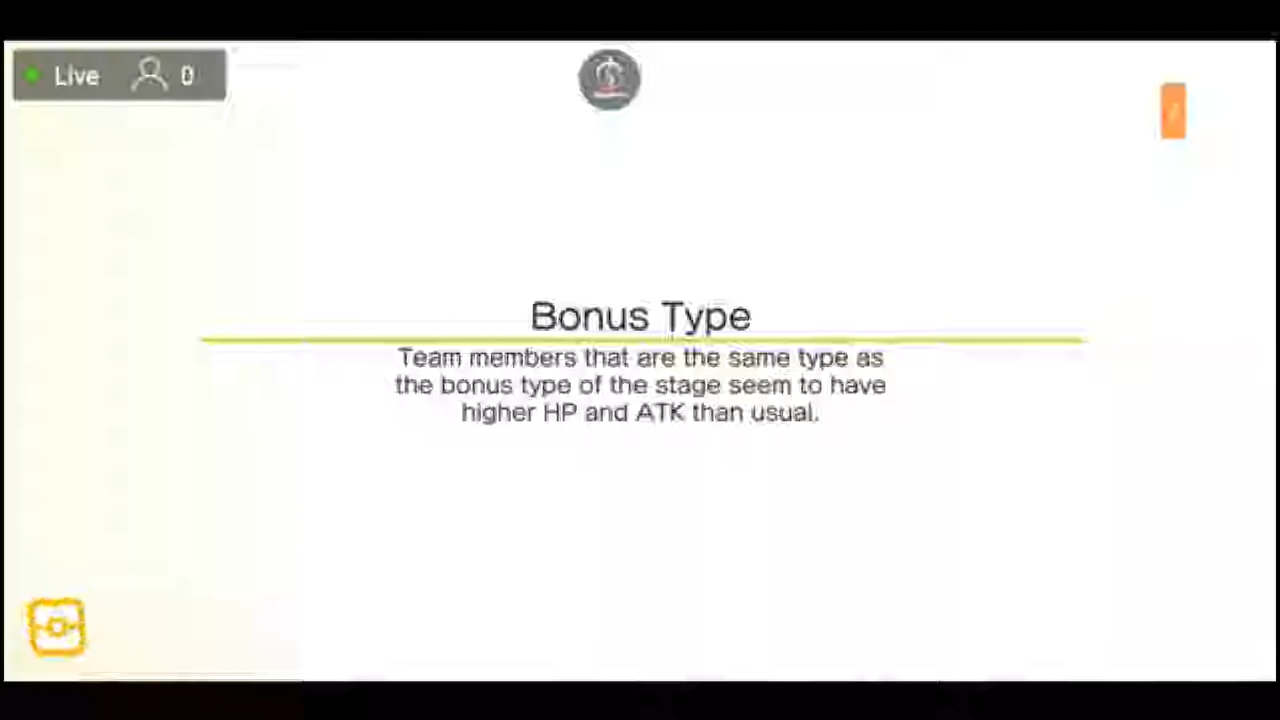 Live 0
Bonus Type
Team members that are the same type as
the bonus type of the stage seem to have
higher HP and ATK than usual.